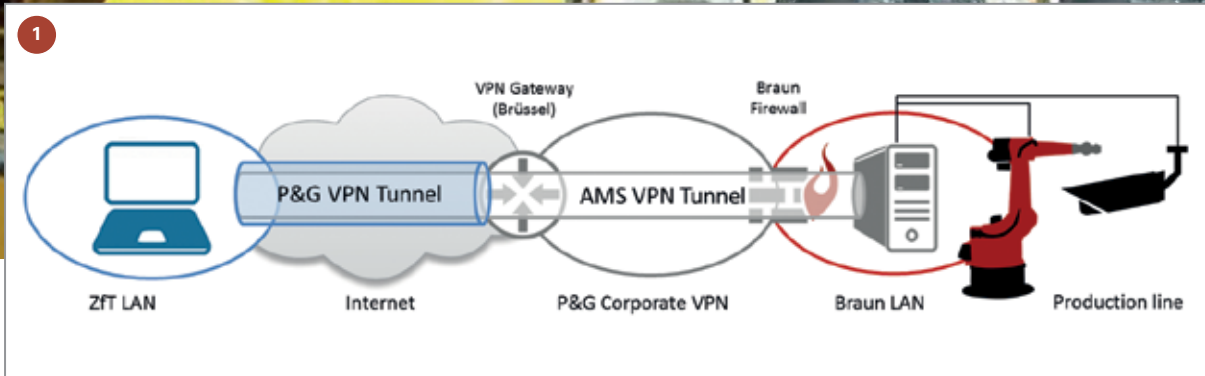 1
VPN Gateway
(Brüssel)
Braun
Firewall
P&G VPN Tunnel
AMS VPN Tunnel
ZfT LAN
Internet
P&G Corporate VPN
Braun LAN
Production line